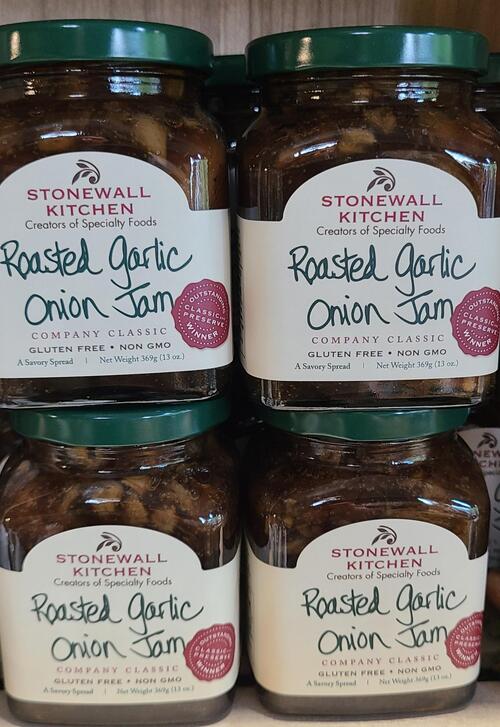 STONEWALL
KITCHEN
Creators of Specialty Foods
Roasted Garlic
Onion Jam
COMPANY CLASSIC
GLUTEN FREE • NON GMO
A Savory Spread | Net Weight 369g (13 oz.)
OUTSTANDING
CLASSIC
PRESERVE
WINNER
STONEWALL
KITCHEN
Creators of Specialty Foods
Roasted Garlic
Onion Jam
COMPANY CLASSIC
GLUTEN FREE • NON GMO
A Savory Spread | Net Weight 369g (13 oz.)
OUTSTANDING
CLASSIC
PRESERVE
WINNER
STONEWALL
KITCHEN
Creators of Specialty Foods
Roasted Garlic
Onion Jam
COMPANY CLASSIC
GLUTEN FREE • NON GMO
A Savory Spread | Net Weight 369g (13 oz.)
CLASSIC
PRESERVE
WINNER
STONEWALL
KITCHEN
Creators of Specialty Foods
Roasted Garlic
Onion Jam
COMPANY CLASSIC
GLUTEN FREE • NON GMO
A Savory Spread | Net Weight 369g (13 oz.)